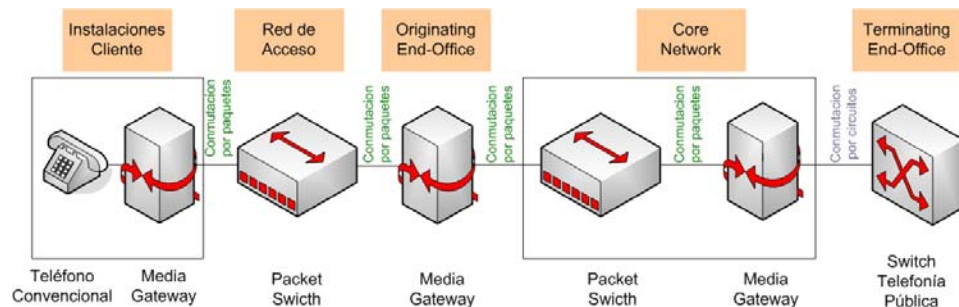 Instalaciones
Cliente
Red de
Acceso
Originating
End-Office
Core
Network
Terminating
End-Office
Conmutacion
por paquetes
Conmutacion
por paquetes
Conmutacion
por paquetes
Conmutacion
por paquetes
Conmutacion
por circuitos
Teléfono
Convencional
Media
Gateway
Packet
Swicth
Media
Gateway
Packet
Swicth
Media
Gateway
Switch
Telefonía
Pública